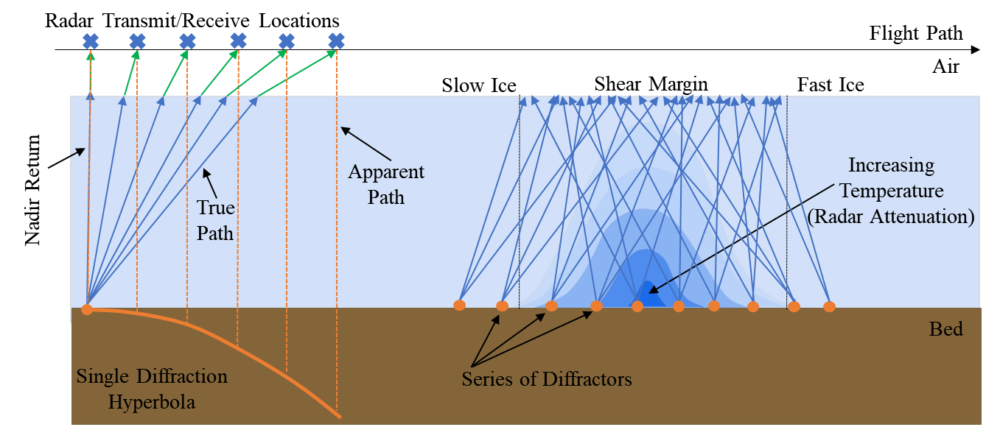 Radar Transmit/Receive Locations
Flight Path
Air
Slow Ice
Shear Margin
Fast Ice
Nadir Return
Apparent
Path
True
Path
Increasing
Temperature
(Radar Attenuation)
Bed
Single Diffraction
Hyperbola
Series of Diffractors